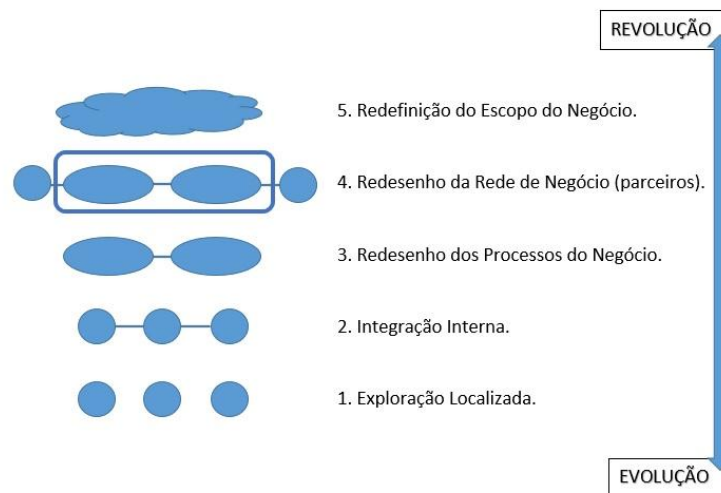 REVOLUÇÃO
5. Redefinição do Escopo do Negócio.
4. Redesenho da Rede de Negócio (parceiros).
3. Redesenho dos Processos do Negócio.
2. Integração Interna.
1. Exploração Localizada.
EVOLUÇÃO